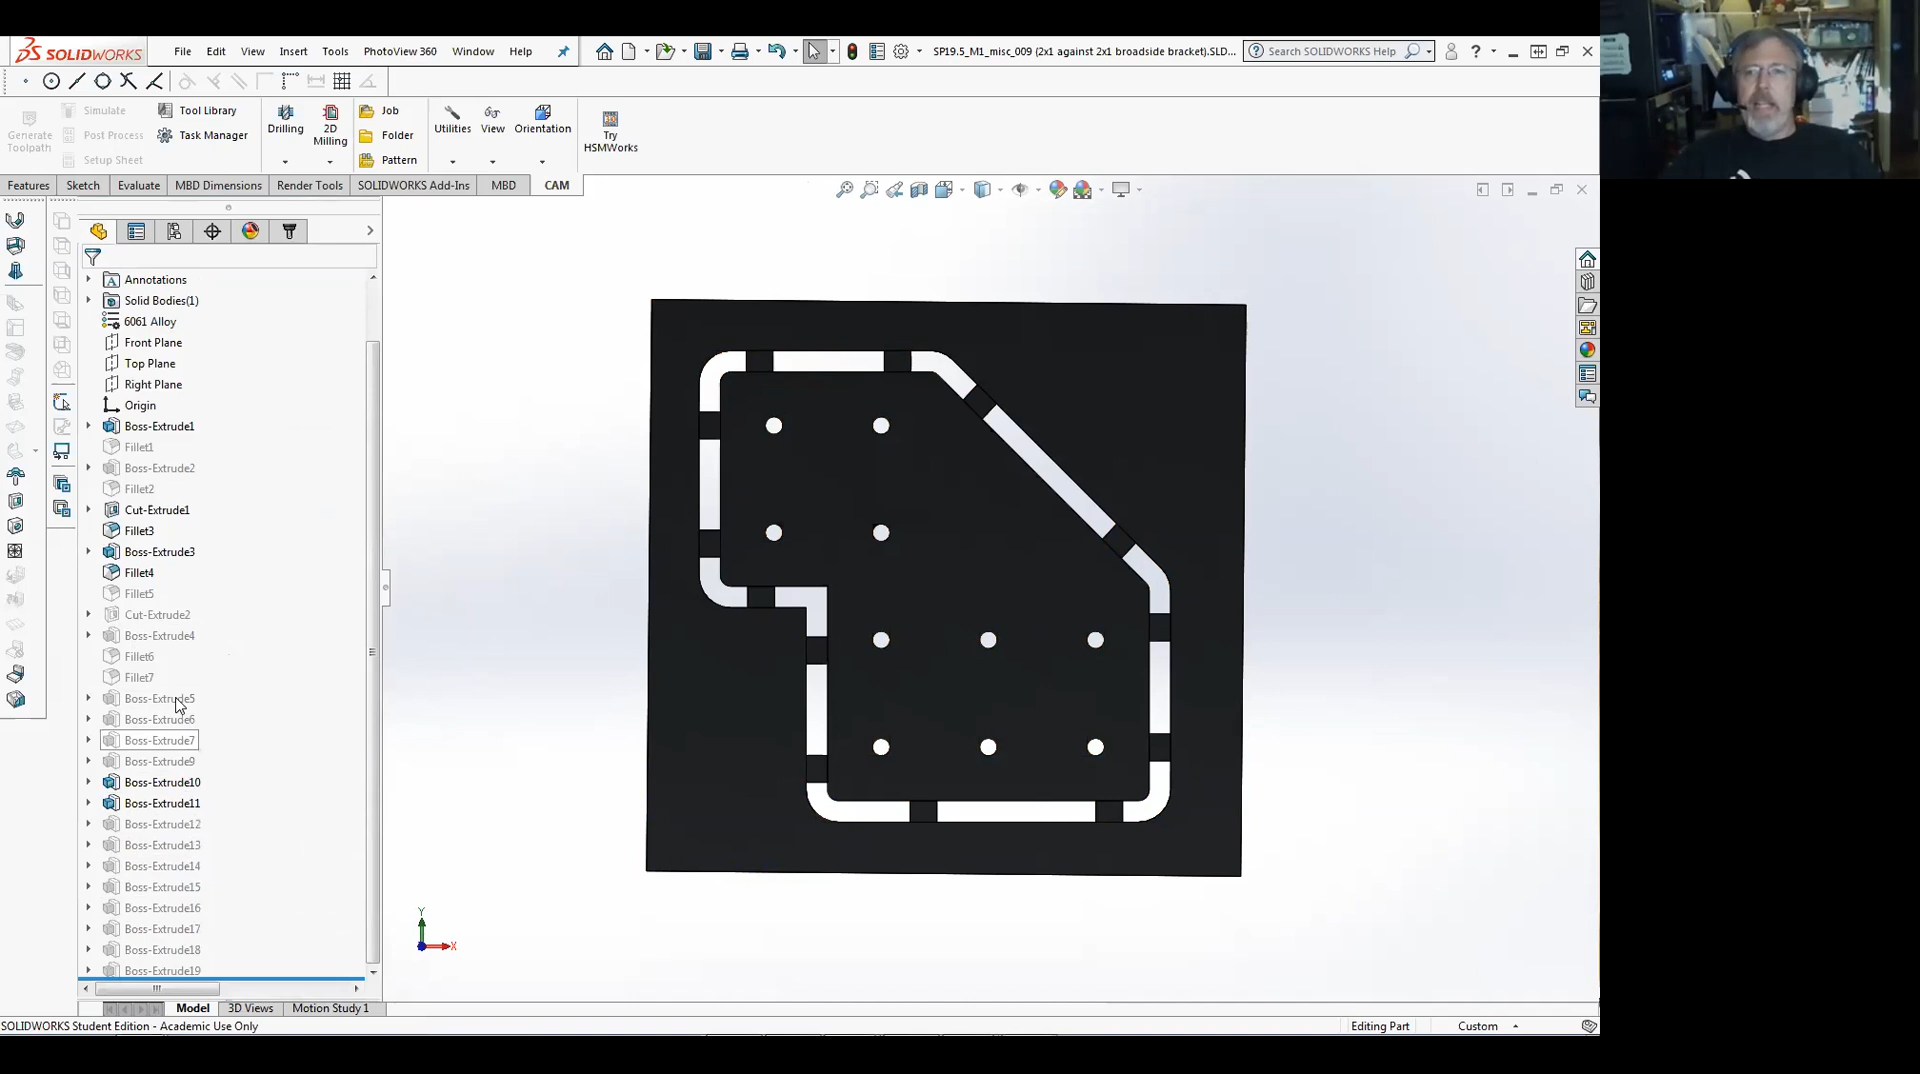 SOLIDWORKS File Edit View Insert Tools PhotoView 360 Window Help SP19.5_M1_misc_009 (2x1 against 2x1 broadside bracket).SLD... Search SOLIDWORKS Help
Generate Toolpath
Simulate
Post Process
Setup Sheet
Tool Library
Task Manager
Drilling
2D Milling
Job
Folder
Pattern
Utilities
View
Orientation
Try HSMWorks
Features Sketch Evaluate MBD Dimensions Render Tools SOLIDWORKS Add-Ins MBD CAM
Annotations
Solid Bodies(1)
6061 Alloy
Front Plane
Top Plane
Right Plane
Origin
Boss-Extrude1
Fillet1
Boss-Extrude2
Fillet2
Cut-Extrude1
Fillet3
Boss-Extrude3
Fillet4
Fillet5
Cut-Extrude2
Boss-Extrude4
Fillet6
Fillet7
Boss-Extrude5
Boss-Extrude6
Boss-Extrude7
Boss-Extrude9
Boss-Extrude10
Boss-Extrude11
Boss-Extrude12
Boss-Extrude13
Boss-Extrude14
Boss-Extrude15
Boss-Extrude16
Boss-Extrude17
Boss-Extrude18
Boss-Extrude19
Y
X
Model 3D Views Motion Study 1
SOLIDWORKS Student Edition - Academic Use Only Editing Part Custom